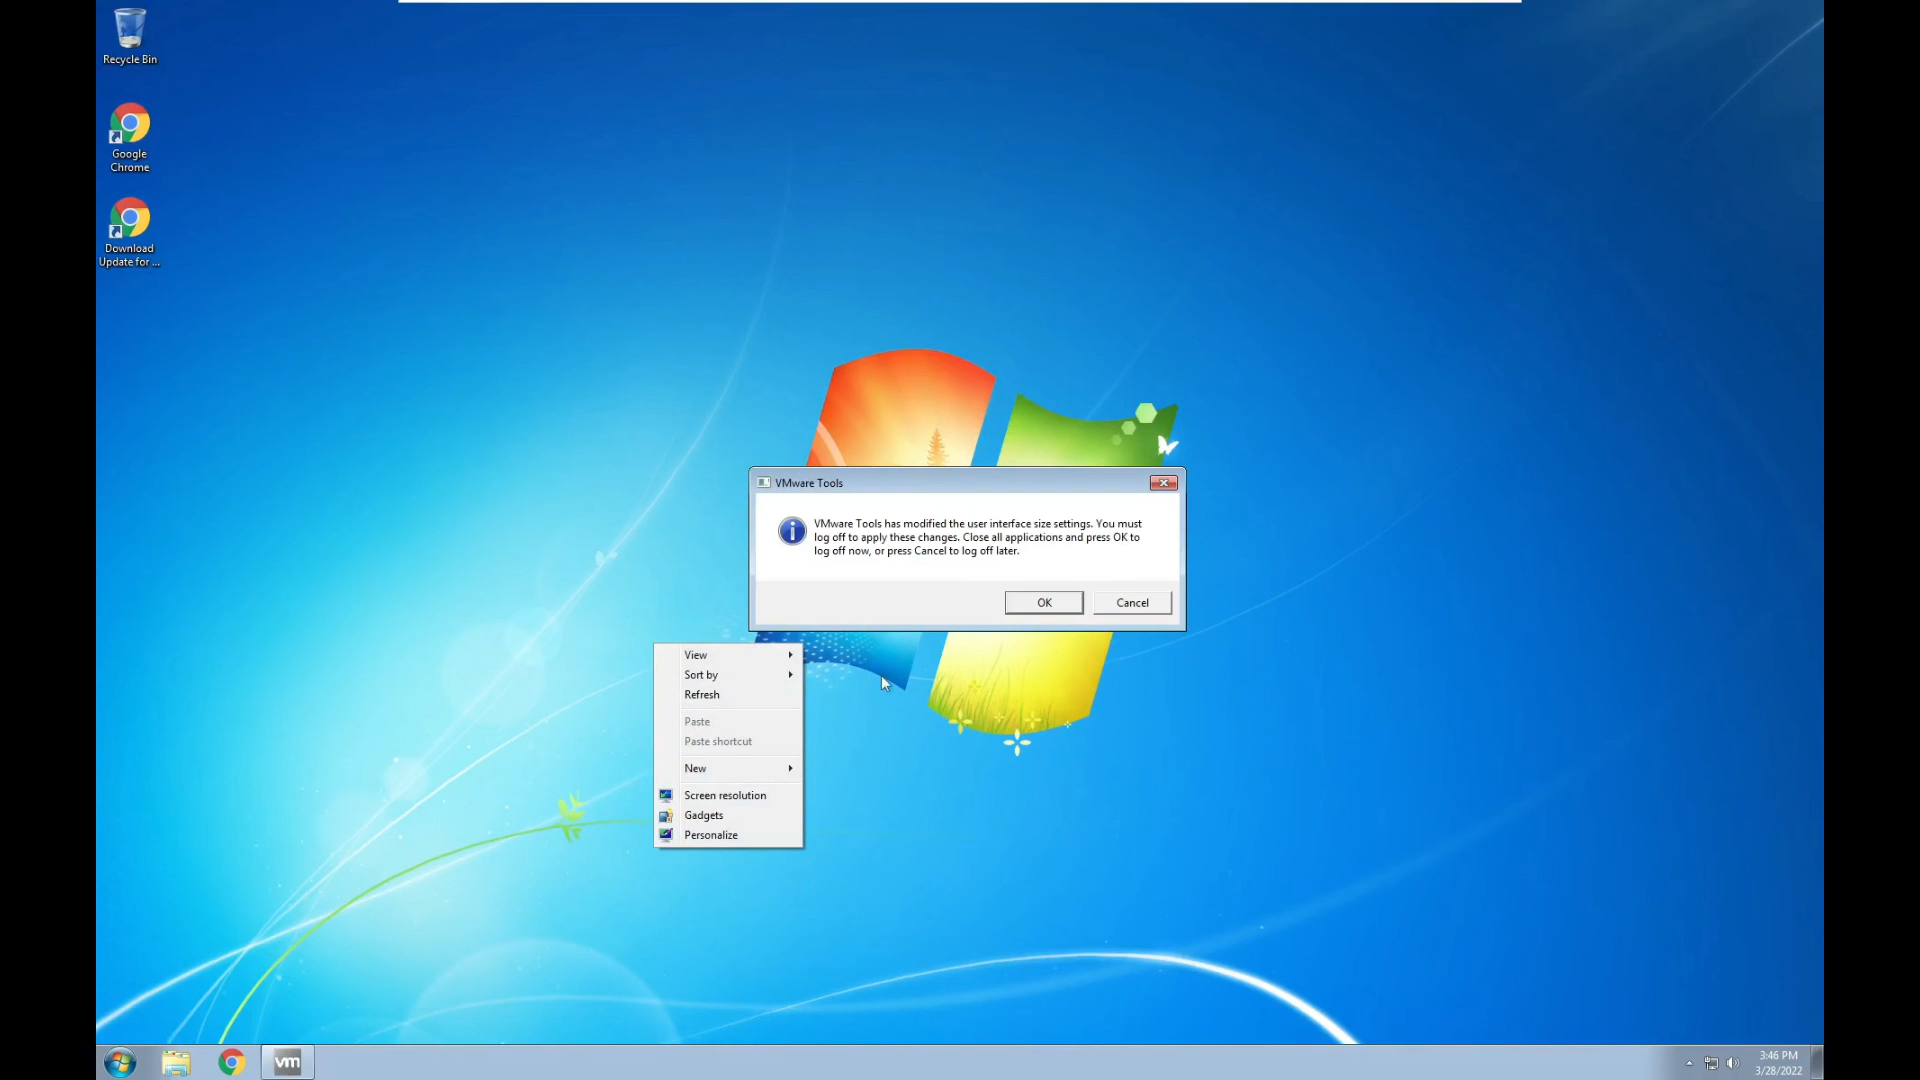 Recycle Bin
Google
Chrome
Download
Update for ...
VMware Tools
VMware Tools has modified the user interface size settings. You must
log off to apply these changes. Close all applications and press OK to
log off now, or press Cancel to log off later.
OK
Cancel
View
Sort by
Refresh
Paste
Paste shortcut
New
Screen resolution
Gadgets
Personalize
vm
3:46 PM
3/28/2022